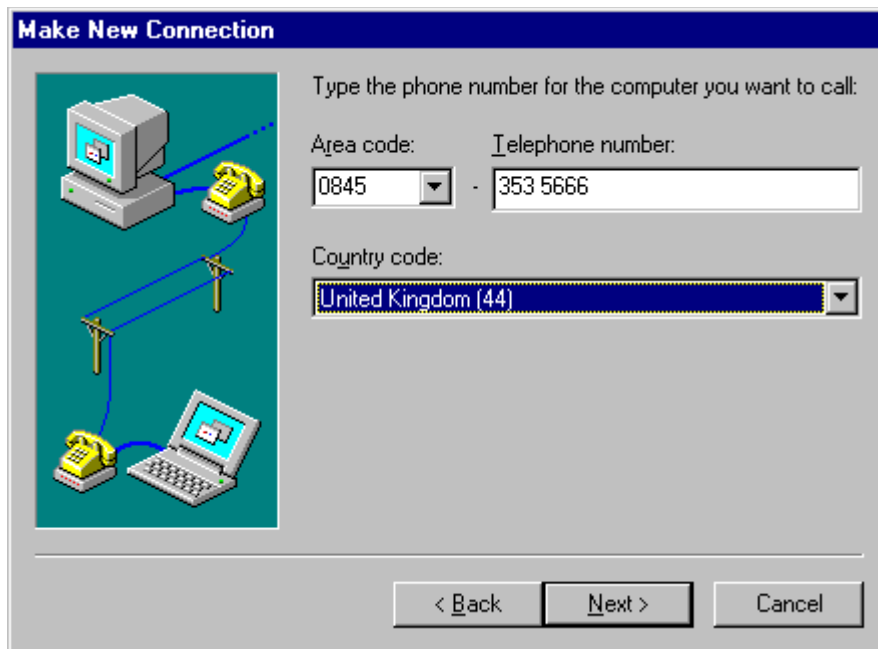 Make New Connection
Type the phone number for the computer you want to call:
Area code: Telephone number:
0845 - 353 5666
Country code:
United Kingdom (44)
< Back Next > Cancel